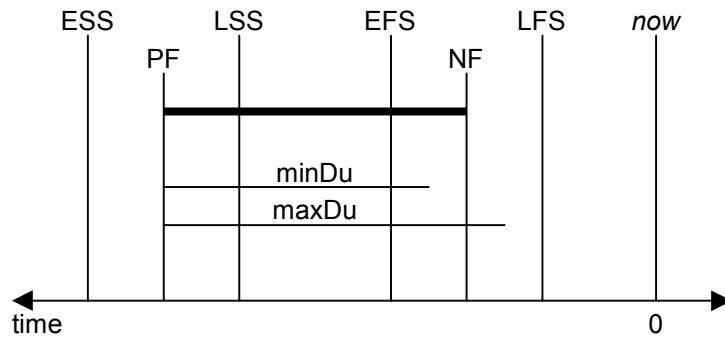 ESS LSS EFS LFS now
PF NF
minDu
maxDu
time 0